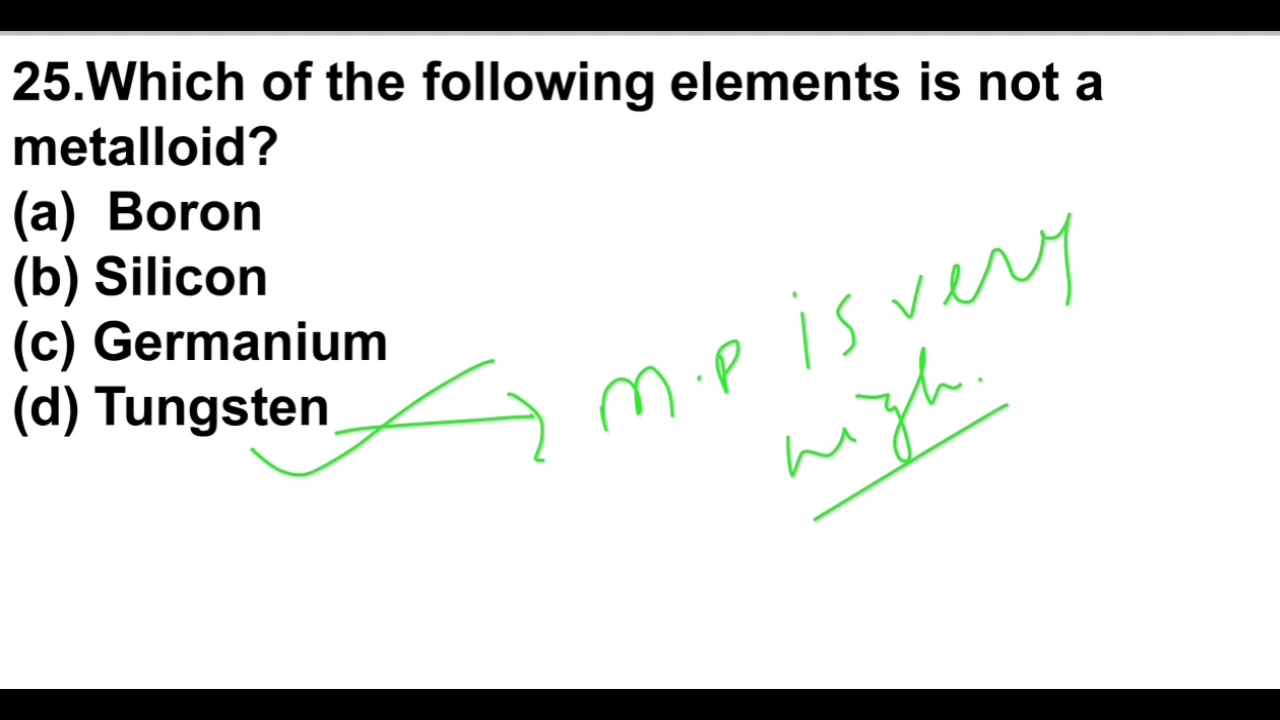 25.Which of the following elements is not a
metalloid?
(a) Boron
(b) Silicon
(c) Germanium
(d) Tungsten
m.p is very
high.